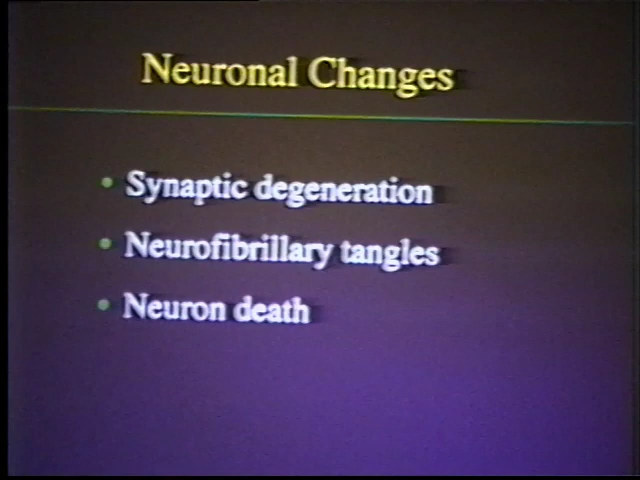 Neuronal Changes
• Synaptic degeneration
• Neurofibrillary tangles
• Neuron death